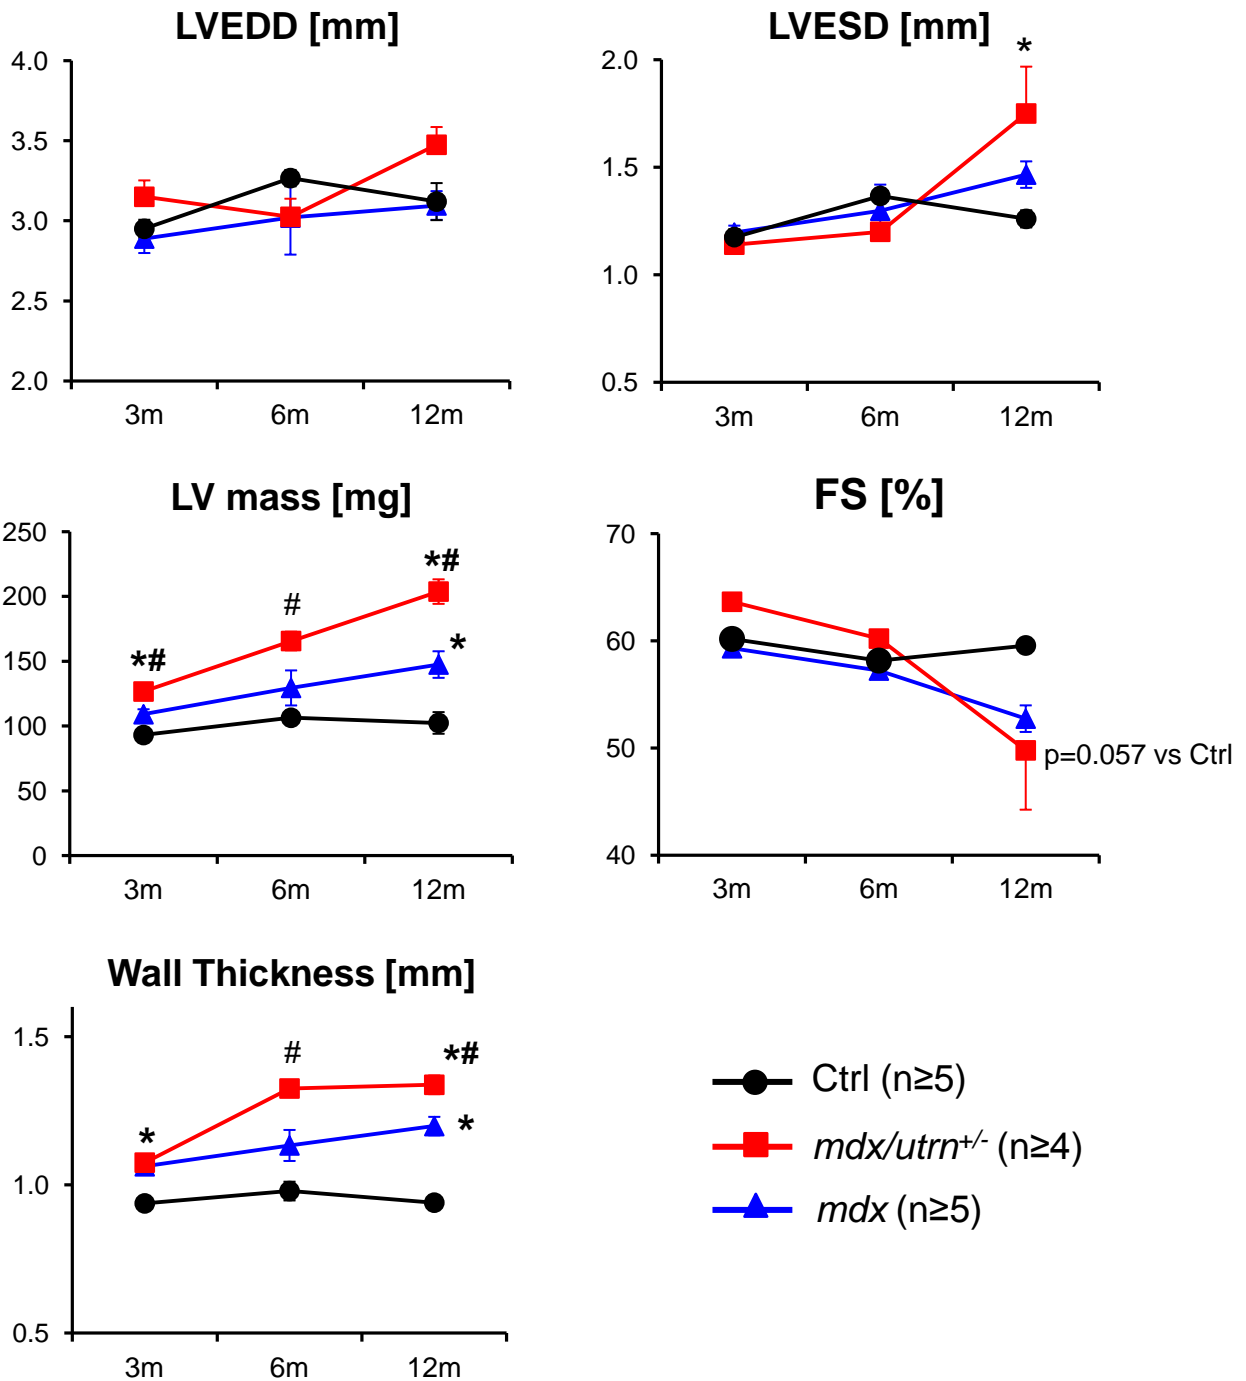 LVEDD [mm]
4.0
3.5
3.0
2.5
2.0
3m 6m 12m
LVESD [mm]
*
2.0
1.5
1.0
0.5
3m 6m 12m
LV mass [mg]
250
200
150
100
50
0
*#
#
*#
*
3m 6m 12m
FS [%]
70
60
50
40
p=0.057 vs Ctrl
3m 6m 12m
Wall Thickness [mm]
1.5
1.0
0.5
*
#
*#
*
3m 6m 12m
Ctrl (n≥5)
mdx/utrn+/- (n≥4)
mdx (n≥5)